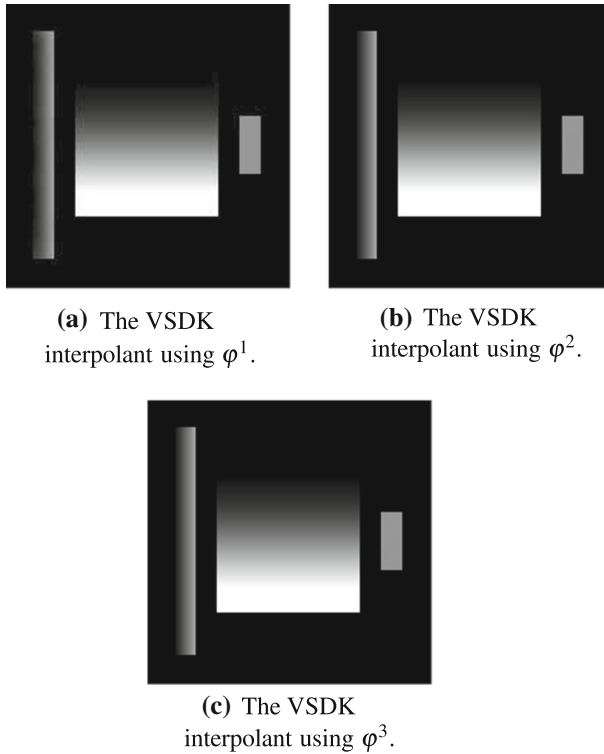 (a) The VSDK
interpolant using φ¹.
(b) The VSDK
interpolant using φ².
(c) The VSDK
interpolant using φ³.